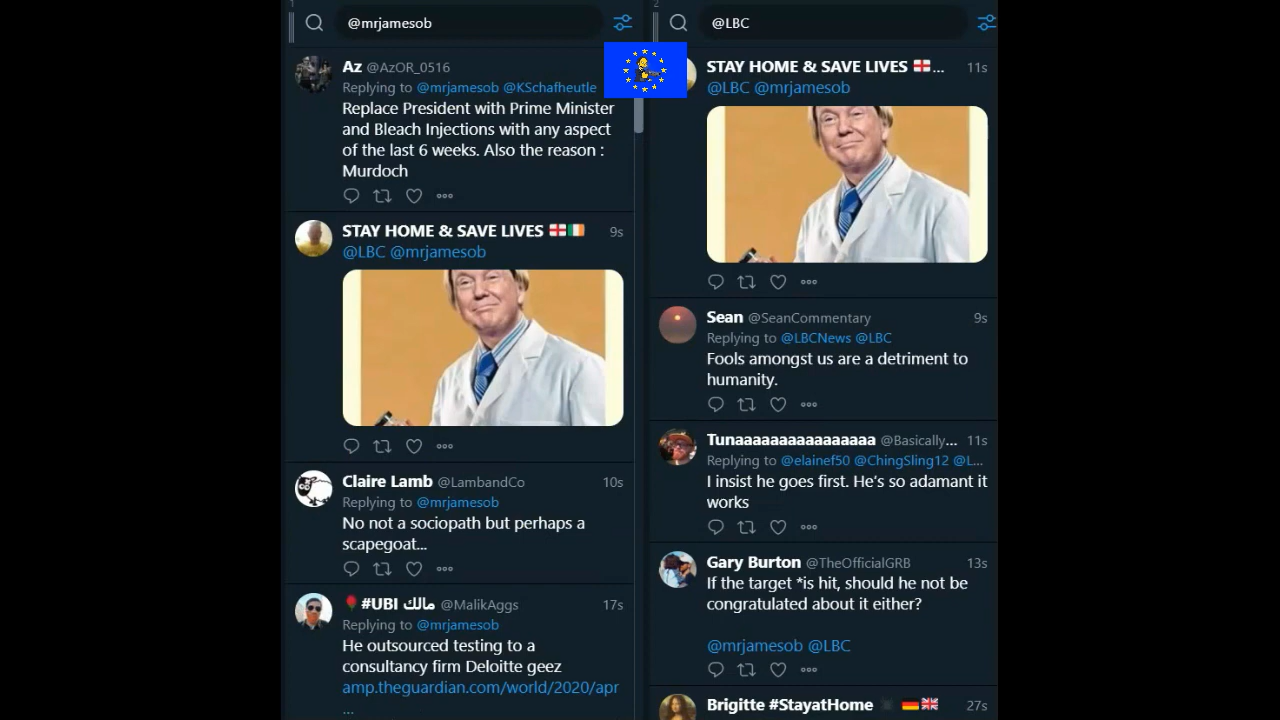 1
@mrjamesob
Az @AzOR_0516
Replying to @mrjamesob @KSchafheutle
Replace President with Prime Minister
and Bleach Injections with any aspect
of the last 6 weeks. Also the reason :
Murdoch
STAY HOME & SAVE LIVES 9s
@LBC @mrjamesob
Claire Lamb @LambandCo 10s
Replying to @mrjamesob
No not a sociopath but perhaps a
scapegoat...
#UBI مالك @MalikAggs 17s
Replying to @mrjamesob
He outsourced testing to a
consultancy firm Deloitte geez
amp.theguardian.com/world/2020/apr
...
2
@LBC
STAY HOME & SAVE LIVES ... 11s
@LBC @mrjamesob
Sean @SeanCommentary 9s
Replying to @LBCNews @LBC
Fools amongst us are a detriment to
humanity.
Tunaaaaaaaaaaaaaaaa @Basically... 11s
Replying to @elainef50 @ChingSling12 @L...
I insist he goes first. He's so adamant it
works
Gary Burton @TheOfficialGRB 13s
If the target *is hit, should he not be
congratulated about it either?
@mrjamesob @LBC
Brigitte #StayatHome 27s